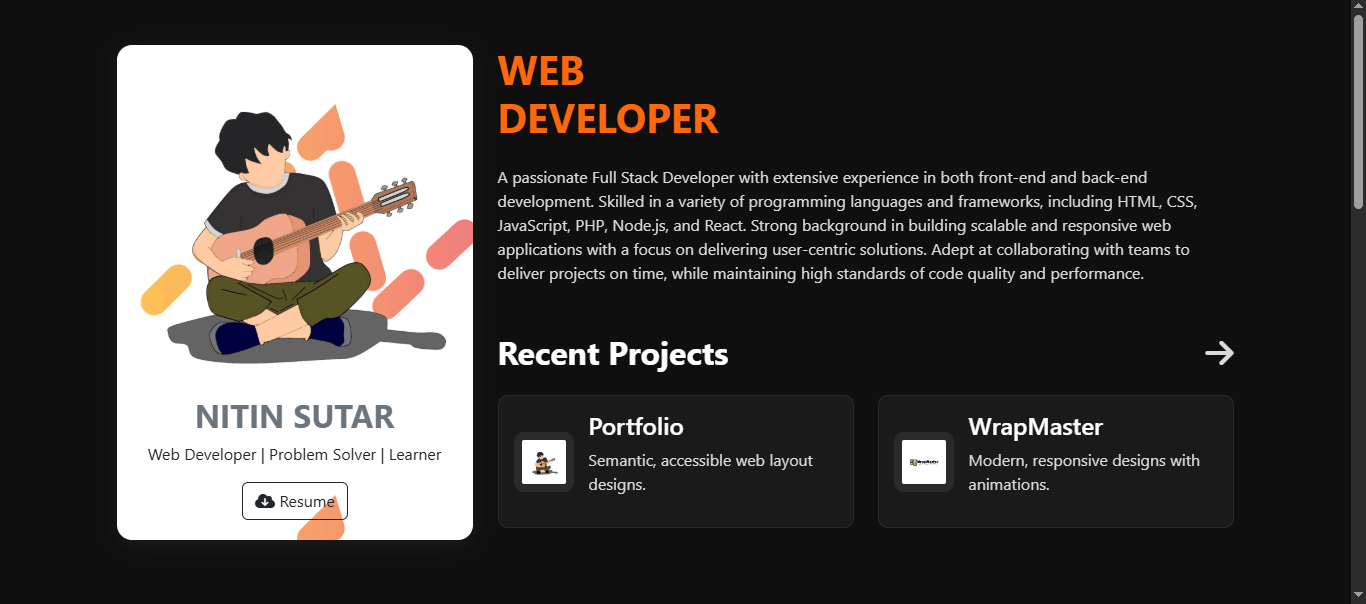 WEB
DEVELOPER
A passionate Full Stack Developer with extensive experience in both front-end and back-end
development. Skilled in a variety of programming languages and frameworks, including HTML, CSS,
JavaScript, PHP, Node.js, and React. Strong background in building scalable and responsive web
applications with a focus on delivering user-centric solutions. Adept at collaborating with teams to
deliver projects on time, while maintaining high standards of code quality and performance.
NITIN SUTAR
Web Developer | Problem Solver | Learner
Resume
Recent Projects
Portfolio
Semantic, accessible web layout
designs.
WrapMaster
Modern, responsive designs with
animations.